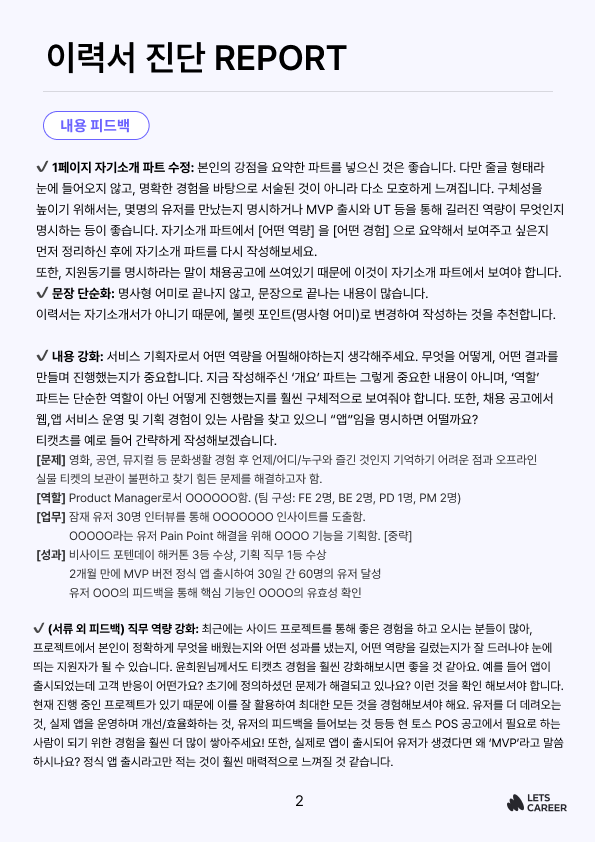 이력서 진단 REPORT
내용 피드백
✓ 1페이지 자기소개 파트 수정: 본인의 강점을 요약한 파트를 넣으신 것은 좋습니다. 다만 줄글 형태라
눈에 들어오지 않고, 명확한 경험을 바탕으로 서술된 것이 아니라 다소 모호하게 느껴집니다. 구체성을
높이기 위해서는, 몇명의 유저를 만났는지 명시하거나 MVP 출시와 UT 등을 통해 길러진 역량이 무엇인지
명시하는 등이 좋습니다. 자기소개 파트에서 [어떤 역량] 을 [어떤 경험] 으로 요약해서 보여주고 싶은지
먼저 정리하신 후에 자기소개 파트를 다시 작성해보세요.
또한, 지원동기를 명시하라는 말이 채용공고에 쓰여있기 때문에 이것이 자기소개 파트에서 보여야 합니다.
✓ 문장 단순화: 명사형 어미로 끝나지 않고, 문장으로 끝나는 내용이 많습니다.
이력서는 자기소개서가 아니기 때문에, 불렛 포인트(명사형 어미)로 변경하여 작성하는 것을 추천합니다.
✓ 내용 강화: 서비스 기획자로서 어떤 역량을 어필해야하는지 생각해주세요. 무엇을 어떻게, 어떤 결과를
만들며 진행했는지가 중요합니다. 지금 작성해주신 ‘개요’ 파트는 그렇게 중요한 내용이 아니며, ‘역할’
파트는 단순한 역할이 아닌 어떻게 진행했는지를 훨씬 구체적으로 보여줘야 합니다. 또한, 채용 공고에서
웹,앱 서비스 운영 및 기획 경험이 있는 사람을 찾고 있으니 “앱”임을 명시하면 어떨까요?
티캣츠를 예로 들어 간략하게 작성해보겠습니다.
[문제] 영화, 공연, 뮤지컬 등 문화생활 경험 후 언제/어디/누구와 즐긴 것인지 기억하기 어려운 점과 오프라인
실물 티켓의 보관이 불편하고 찾기 힘든 문제를 해결하고자 함.
[역할] Product Manager로서 OOOOOO함. (팀 구성: FE 2명, BE 2명, PD 1명, PM 2명)
[업무] 잠재 유저 30명 인터뷰를 통해 OOOOOOO 인사이트를 도출함.
OOOOO라는 유저 Pain Point 해결을 위해 OOOO 기능을 기획함. [중략]
[성과] 비사이드 포텐데이 해커톤 3등 수상, 기획 직무 1등 수상
2개월 만에 MVP 버전 정식 앱 출시하여 30일 간 60명의 유저 달성
유저 OOO의 피드백을 통해 핵심 기능인 OOOO의 유효성 확인
✓ (서류 외 피드백) 직무 역량 강화: 최근에는 사이드 프로젝트를 통해 좋은 경험을 하고 오시는 분들이 많아,
프로젝트에서 본인이 정확하게 무엇을 배웠는지와 어떤 성과를 냈는지, 어떤 역량을 길렀는지가 잘 드러나야 눈에
띄는 지원자가 될 수 있습니다. 윤희원님께서도 티캣츠 경험을 훨씬 강화해보시면 좋을 것 같아요. 예를 들어 앱이
출시되었는데 고객 반응이 어떤가요? 초기에 정의하셨던 문제가 해결되고 있나요? 이런 것을 확인 해보셔야 합니다.
현재 진행 중인 프로젝트가 있기 때문에 이를 잘 활용하여 최대한 모든 것을 경험해보셔야 해요. 유저를 더 데려오는
것, 실제 앱을 운영하며 개선/효율화하는 것, 유저의 피드백을 들어보는 것 등등 현 토스 POS 공고에서 필요로 하는
사람이 되기 위한 경험을 훨씬 더 많이 쌓아주세요! 또한, 실제로 앱이 출시되어 유저가 생겼다면 왜 ‘MVP’라고 말씀
하시나요? 정식 앱 출시라고만 적는 것이 훨씬 매력적으로 느껴질 것 같습니다.
2
LETS
CAREER